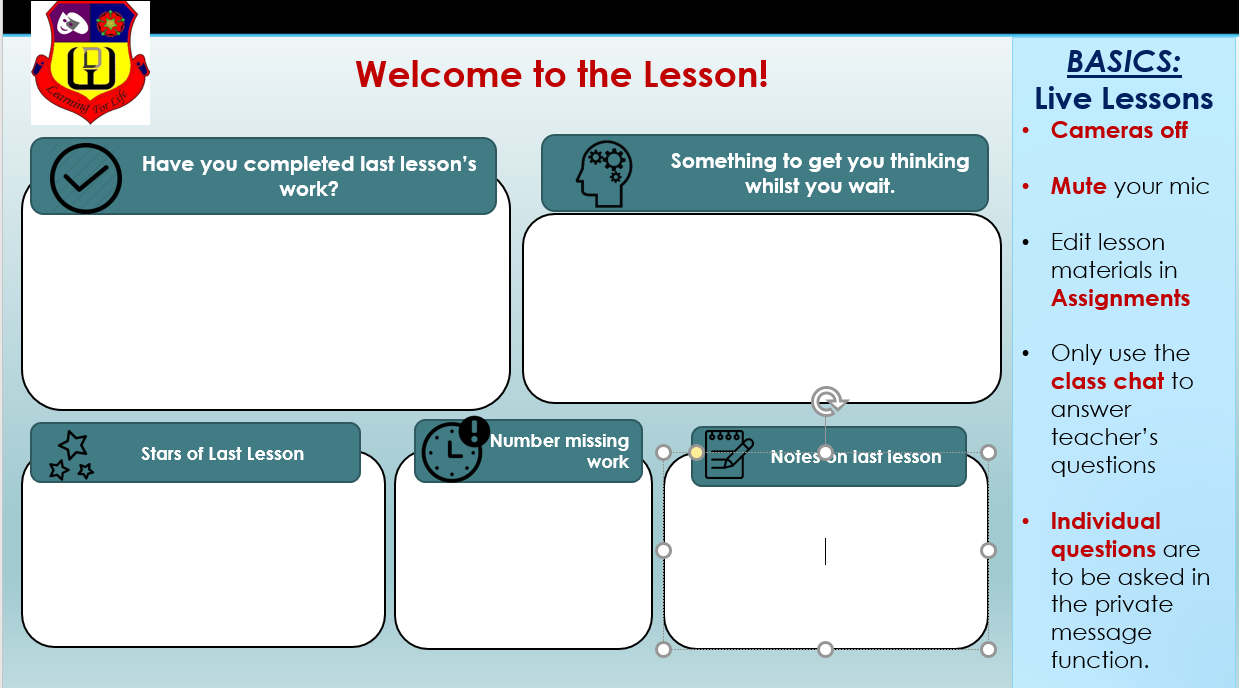 Learning For Life
Welcome to the Lesson!
Have you completed last lesson's
work?
Something to get you thinking
whilst you wait.
Stars of Last Lesson
Number missing
work
Notes on last lesson
BASICS:
Live Lessons
• Cameras off
• Mute your mic
• Edit lesson
materials in
Assignments
• Only use the
class chat to
answer
teacher's
questions
• Individual
questions are
to be asked in
the private
message
function.